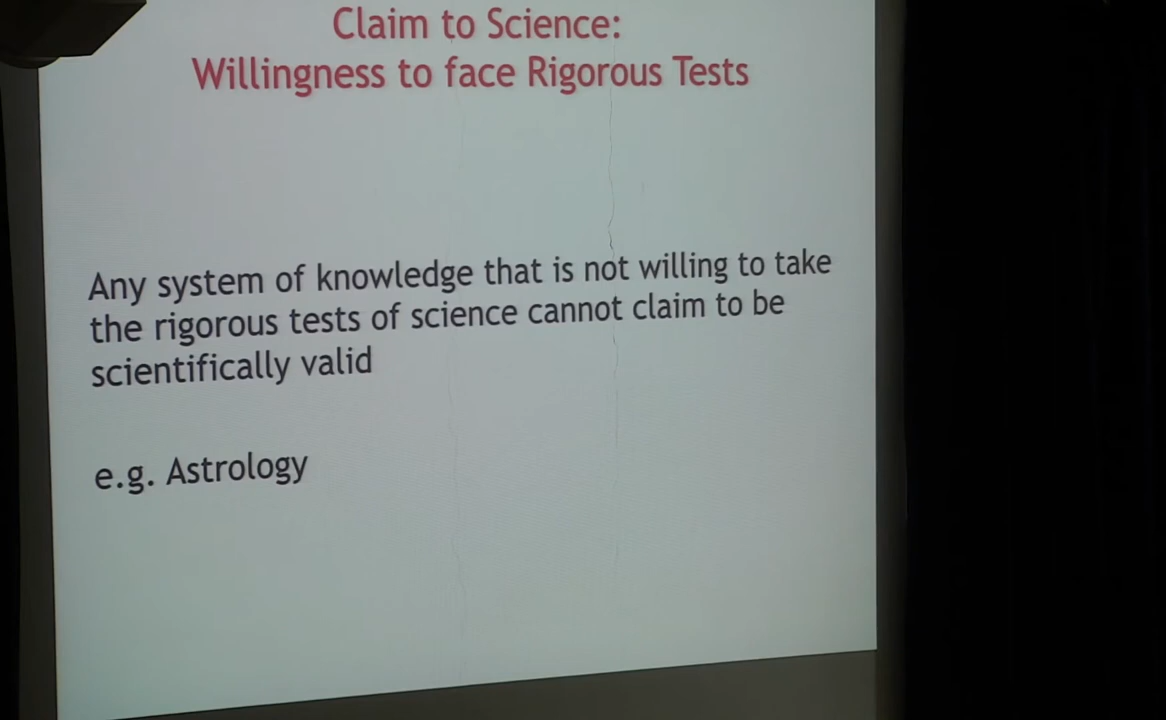 Claim to Science:
Willingness to face Rigorous Tests
Any system of knowledge that is not willing to take
the rigorous tests of science cannot claim to be
scientifically valid
e.g. Astrology